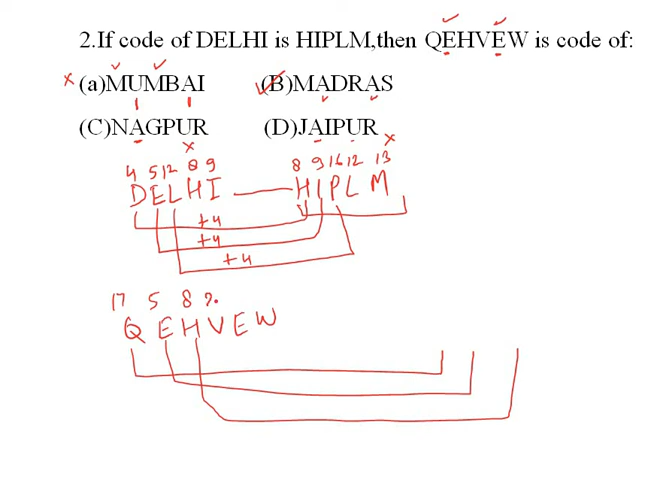 2.If code of DELHI is HIPLM,then QEHVEW is code of:
x (a)MUMBAI (B)MADRAS
(C)NAGPUR (D)JAIPUR
x x
4 5 12 8 9 8 9 16 12 13
DELHI HIPLM
+4
+4
+4
17 5 8
QEHVEW